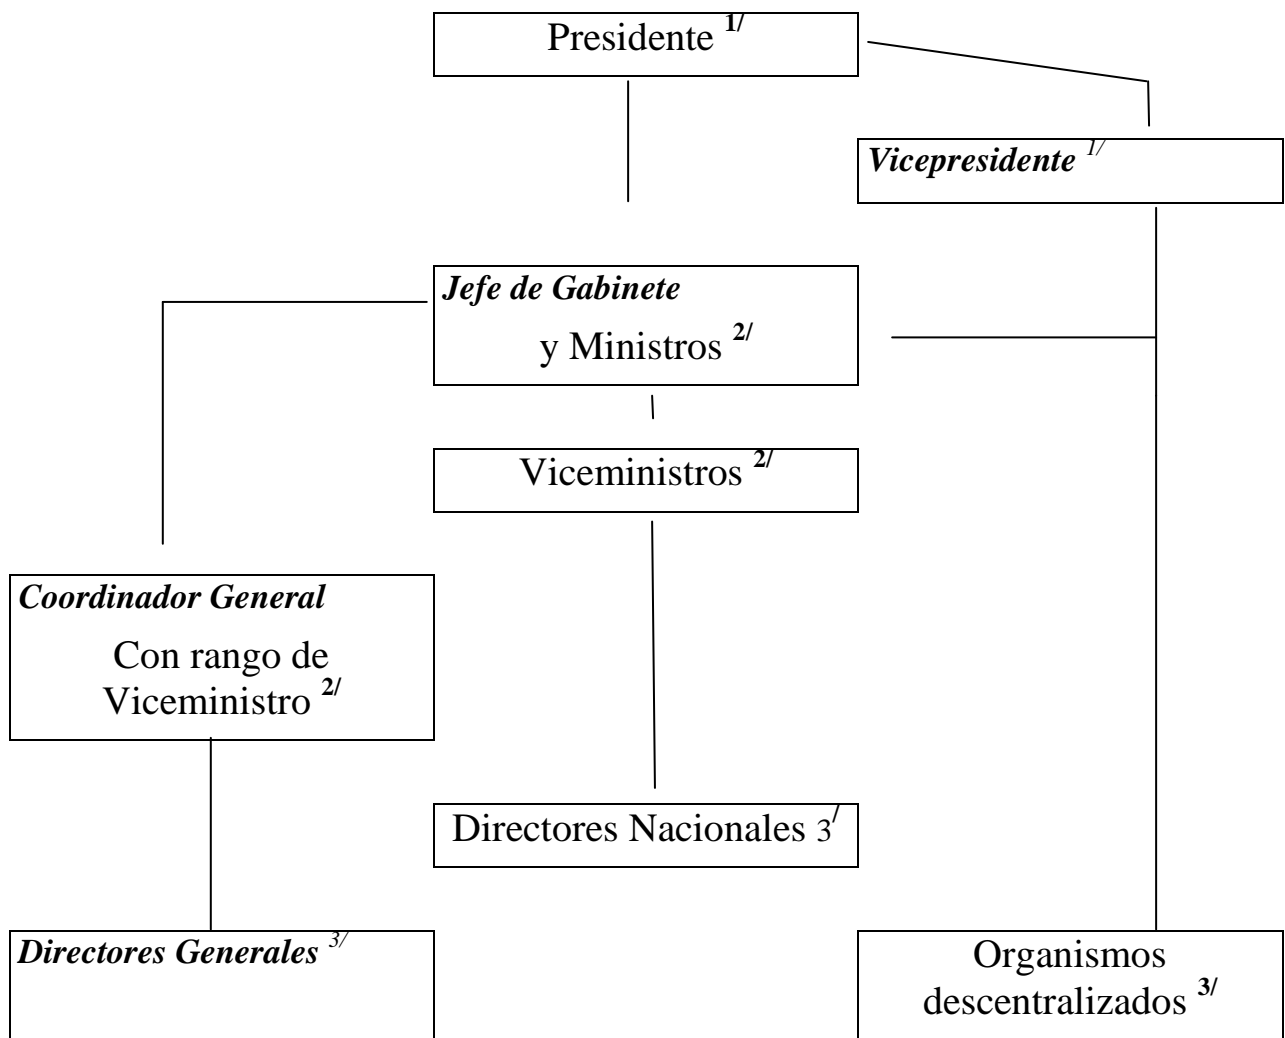 Presidente 1/
Vicepresidente 1/
Jefe de Gabinete
y Ministros 2/
Viceministros 2/
Coordinador General
Con rango de
Viceministro 2/
Directores Nacionales 3/
Directores Generales 3/
Organismos
descentralizados 3/